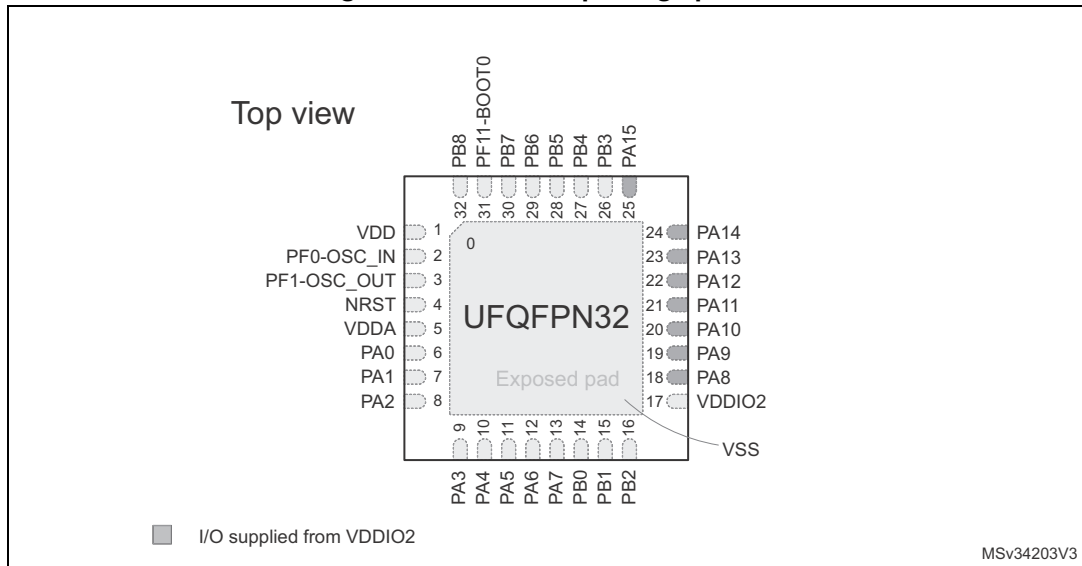 Top view
PB8
PF11-BOOT0
PB7
PB6
PB5
PB4
PB3
PA15
32
31
30
29
28
27
26
25
VDD 1
PF0-OSC_IN 2
PF1-OSC_OUT 3
NRST 4
VDDA 5
PA0 6
PA1 7
PA2 8
0
UFQFPN32
Exposed pad
24 PA14
23 PA13
22 PA12
21 PA11
20 PA10
19 PA9
18 PA8
17 VDDIO2
VSS
9
10
11
12
13
14
15
16
PA3
PA4
PA5
PA6
PA7
PB0
PB1
PB2
I/O supplied from VDDIO2
MSv34203V3